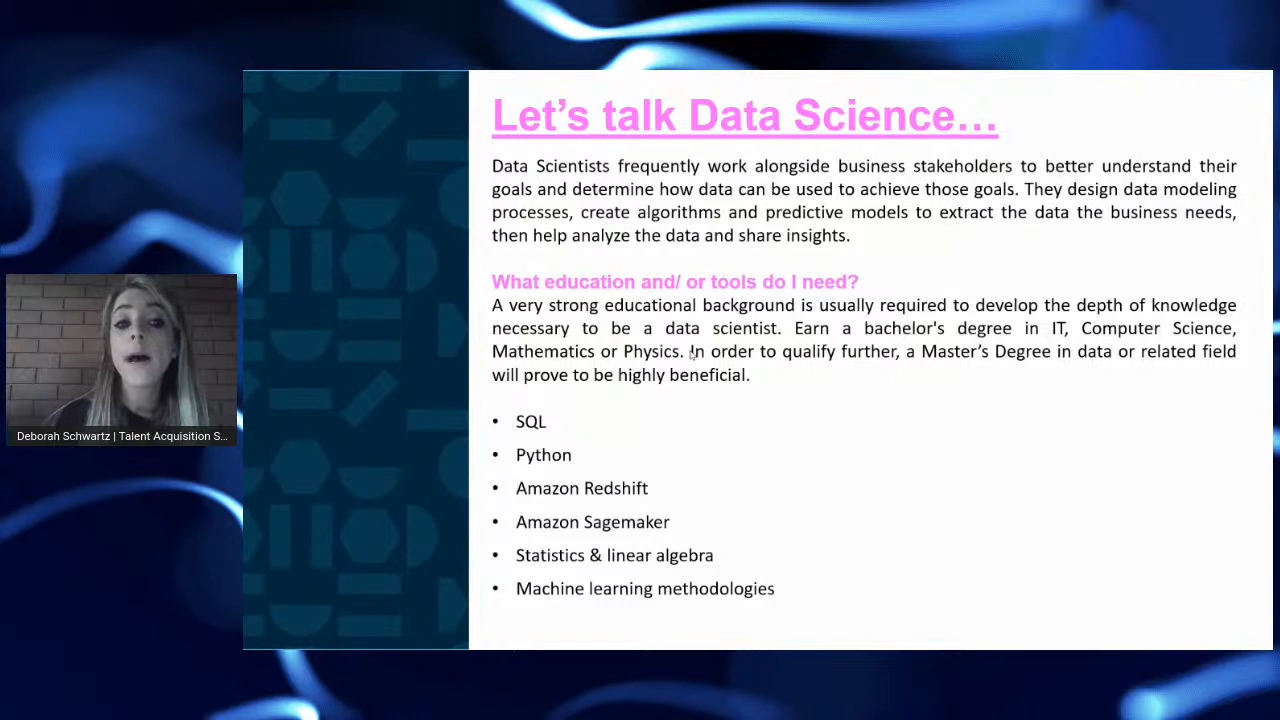 Let's talk Data Science...
Data Scientists frequently work alongside business stakeholders to better understand their
goals and determine how data can be used to achieve those goals. They design data modeling
processes, create algorithms and predictive models to extract the data the business needs,
then help analyze the data and share insights.
What education and/ or tools do I need?
A very strong educational background is usually required to develop the depth of knowledge
necessary to be a data scientist. Earn a bachelor's degree in IT, Computer Science,
Mathematics or Physics. In order to qualify further, a Master's Degree in data or related field
will prove to be highly beneficial.
• SQL
• Python
• Amazon Redshift
• Amazon Sagemaker
• Statistics & linear algebra
• Machine learning methodologies
Deborah Schwartz | Talent Acquisition S...